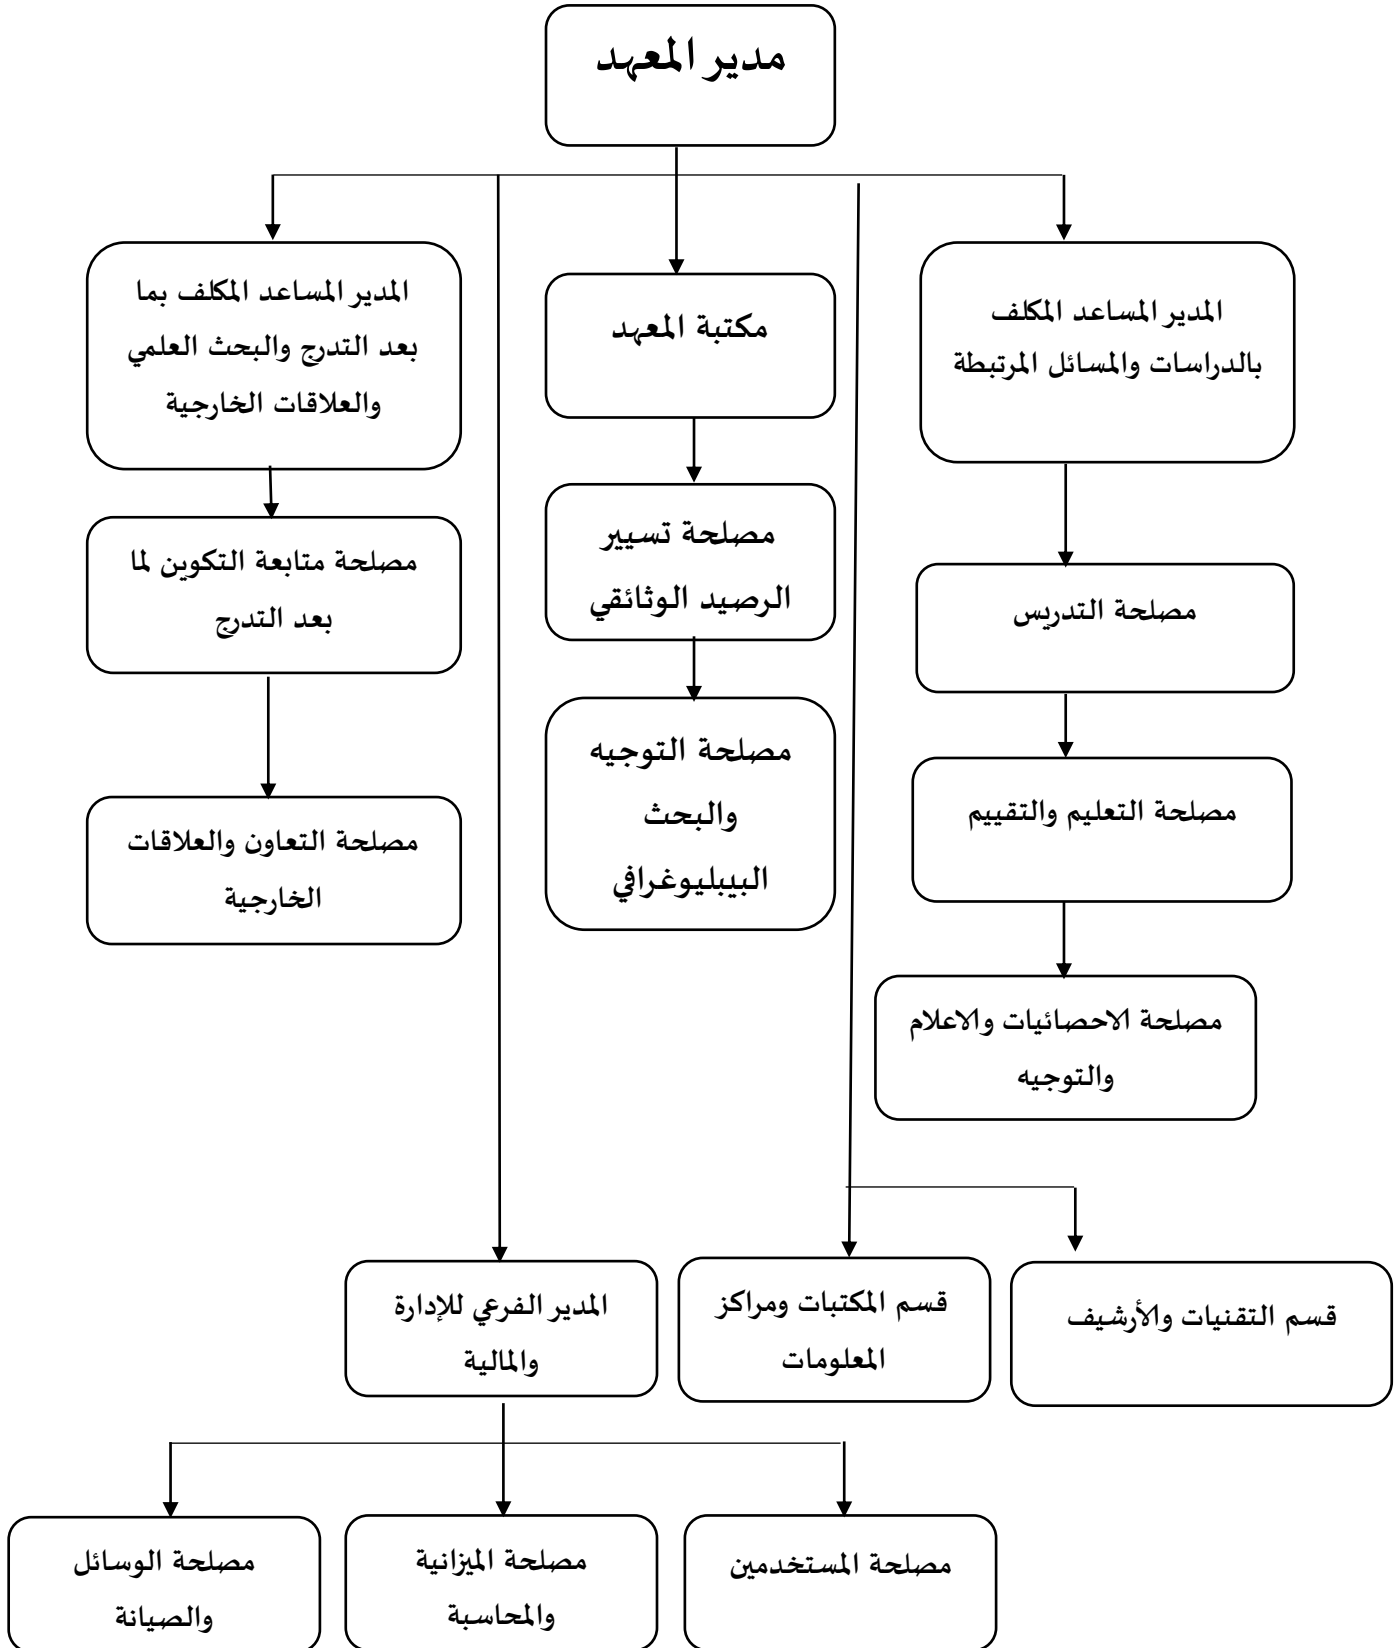 مدير المعهد
المدير المساعد المكلف
بالدراسات والمسائل المرتبطة
مكتبة المعهد
المدير المساعد المكلف بما
بعد التدرج والبحث العلمي
والعلاقات الخارجية
مصلحة التدريس
مصلحة تسيير
الرصيد الوثائقي
مصلحة متابعة التكوين لما
بعد التدرج
مصلحة التعليم والتقييم
مصلحة التوجيه
والبحث
البيبليوغرافي
مصلحة التعاون والعلاقات
الخارجية
مصلحة الاحصائيات والاعلام
والتوجيه
قسم التقنيات والأرشيف
قسم المكتبات ومراكز
المعلومات
المدير الفرعي للإدارة
والمالية
مصلحة المستخدمين
مصلحة الميزانية
والمحاسبة
مصلحة الوسائل
والصيانة